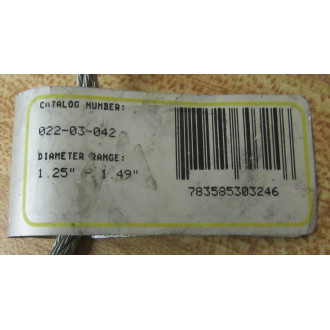 CATALOG NUMBER:
022-03-042
DIAMETER RANGE:
1.25" - 1.49"
783585303246